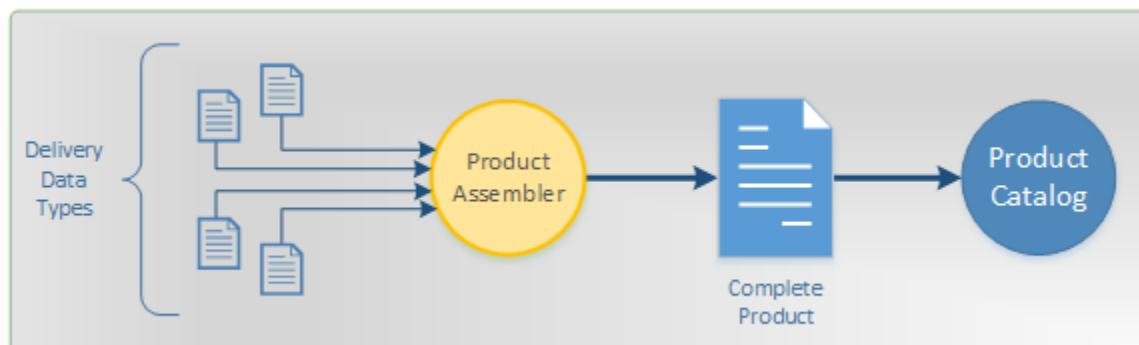 Delivery
Data
Types
Product
Assembler
Complete
Product
Product
Catalog